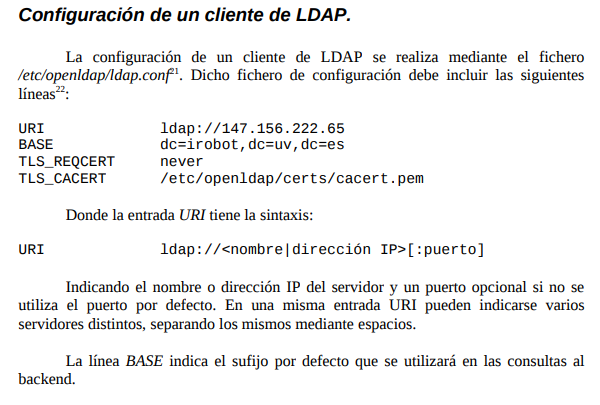 Configuración de un cliente de LDAP.
La configuración de un cliente de LDAP se realiza mediante el fichero
/etc/openldap/ldap.conf21. Dicho fichero de configuración debe incluir las siguientes
líneas22:
URI ldap://147.156.222.65
BASE dc=irobot,dc=uv,dc=es
TLS_REQCERT never
TLS_CACERT /etc/openldap/certs/cacert.pem
Donde la entrada URI tiene la sintaxis:
URI ldap://<nombre|dirección IP>[:puerto]
Indicando el nombre o dirección IP del servidor y un puerto opcional si no se
utiliza el puerto por defecto. En una misma entrada URI pueden indicarse varios
servidores distintos, separando los mismos mediante espacios.
La línea BASE indica el sufijo por defecto que se utilizará en las consultas al
backend.